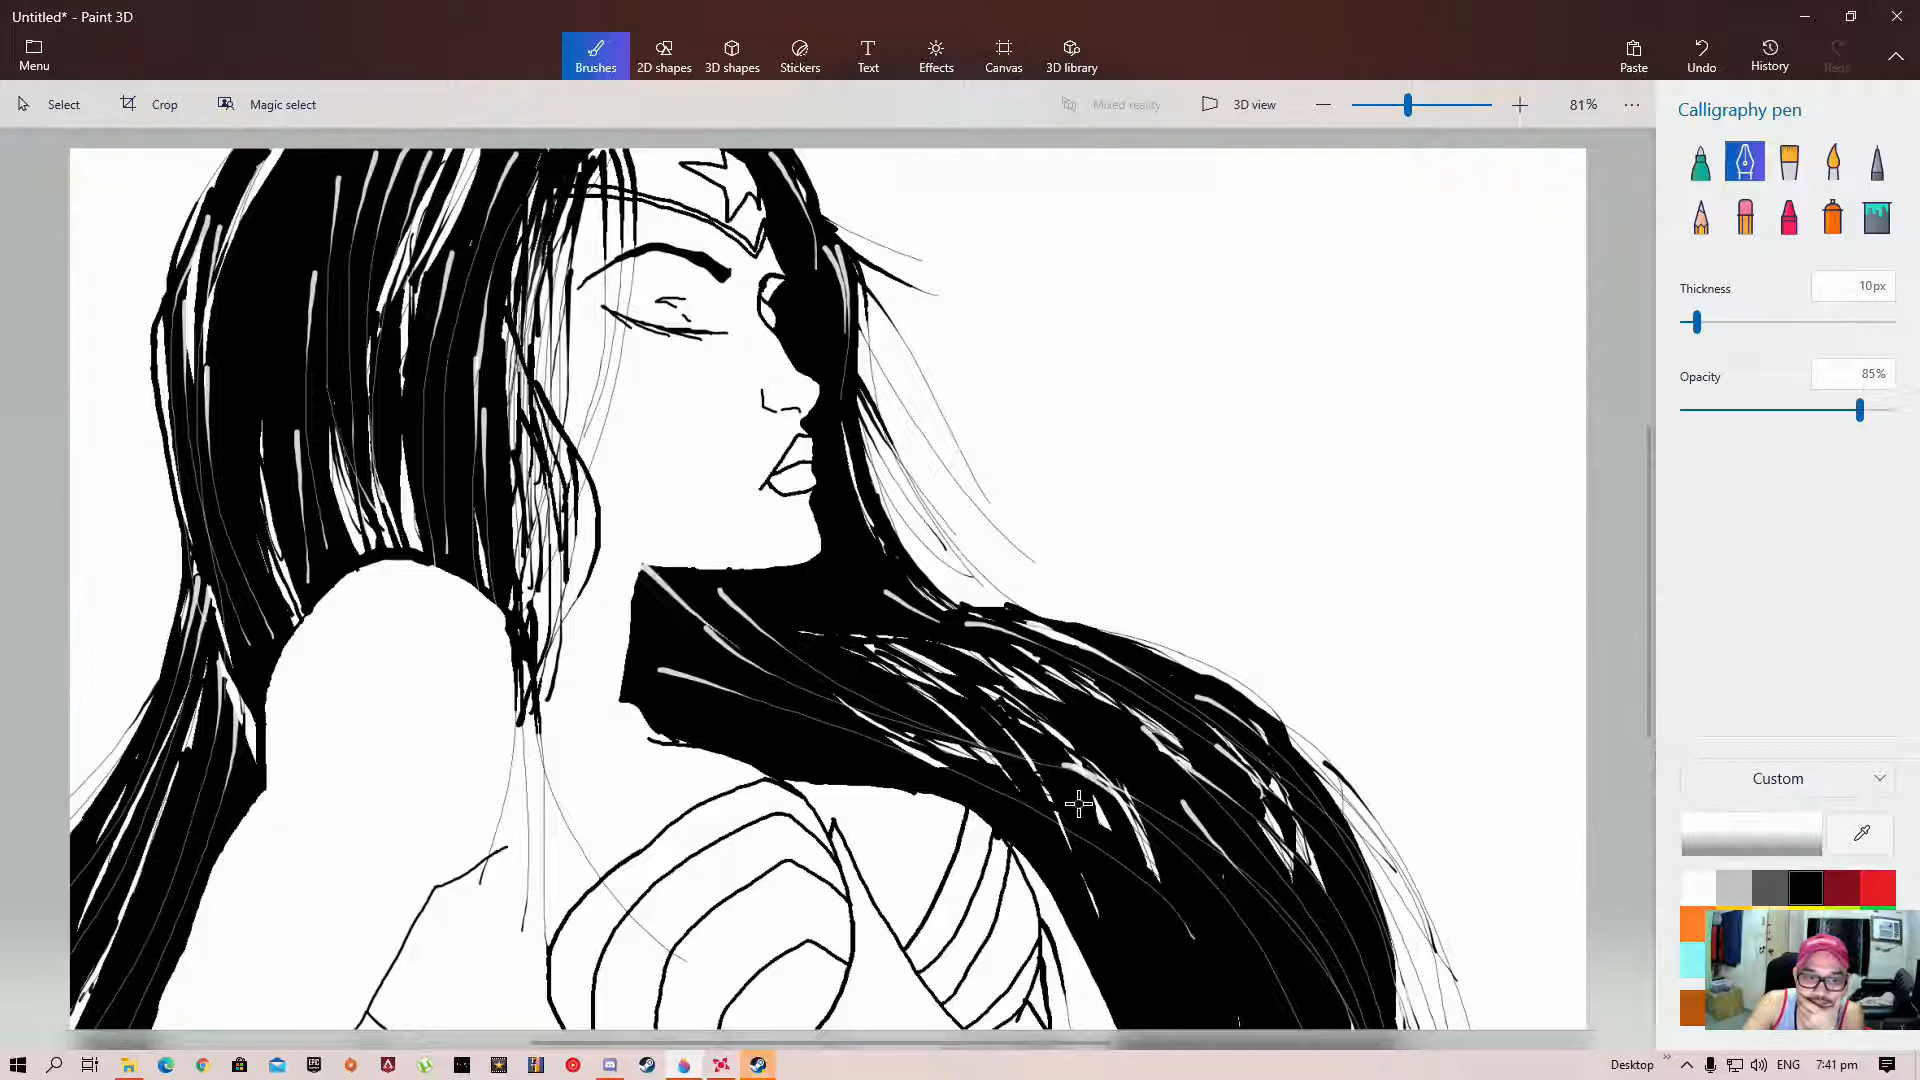 Untitled* - Paint 3D
Menu
Brushes
2D shapes
3D shapes
Stickers
Text
Effects
Canvas
3D library
Paste
Undo
History
Redo
Select
Crop
Magic select
Mixed reality
3D view
81%
Calligraphy pen
Thickness
10px
Opacity
85%
Custom
Desktop
ENG
7:41 pm